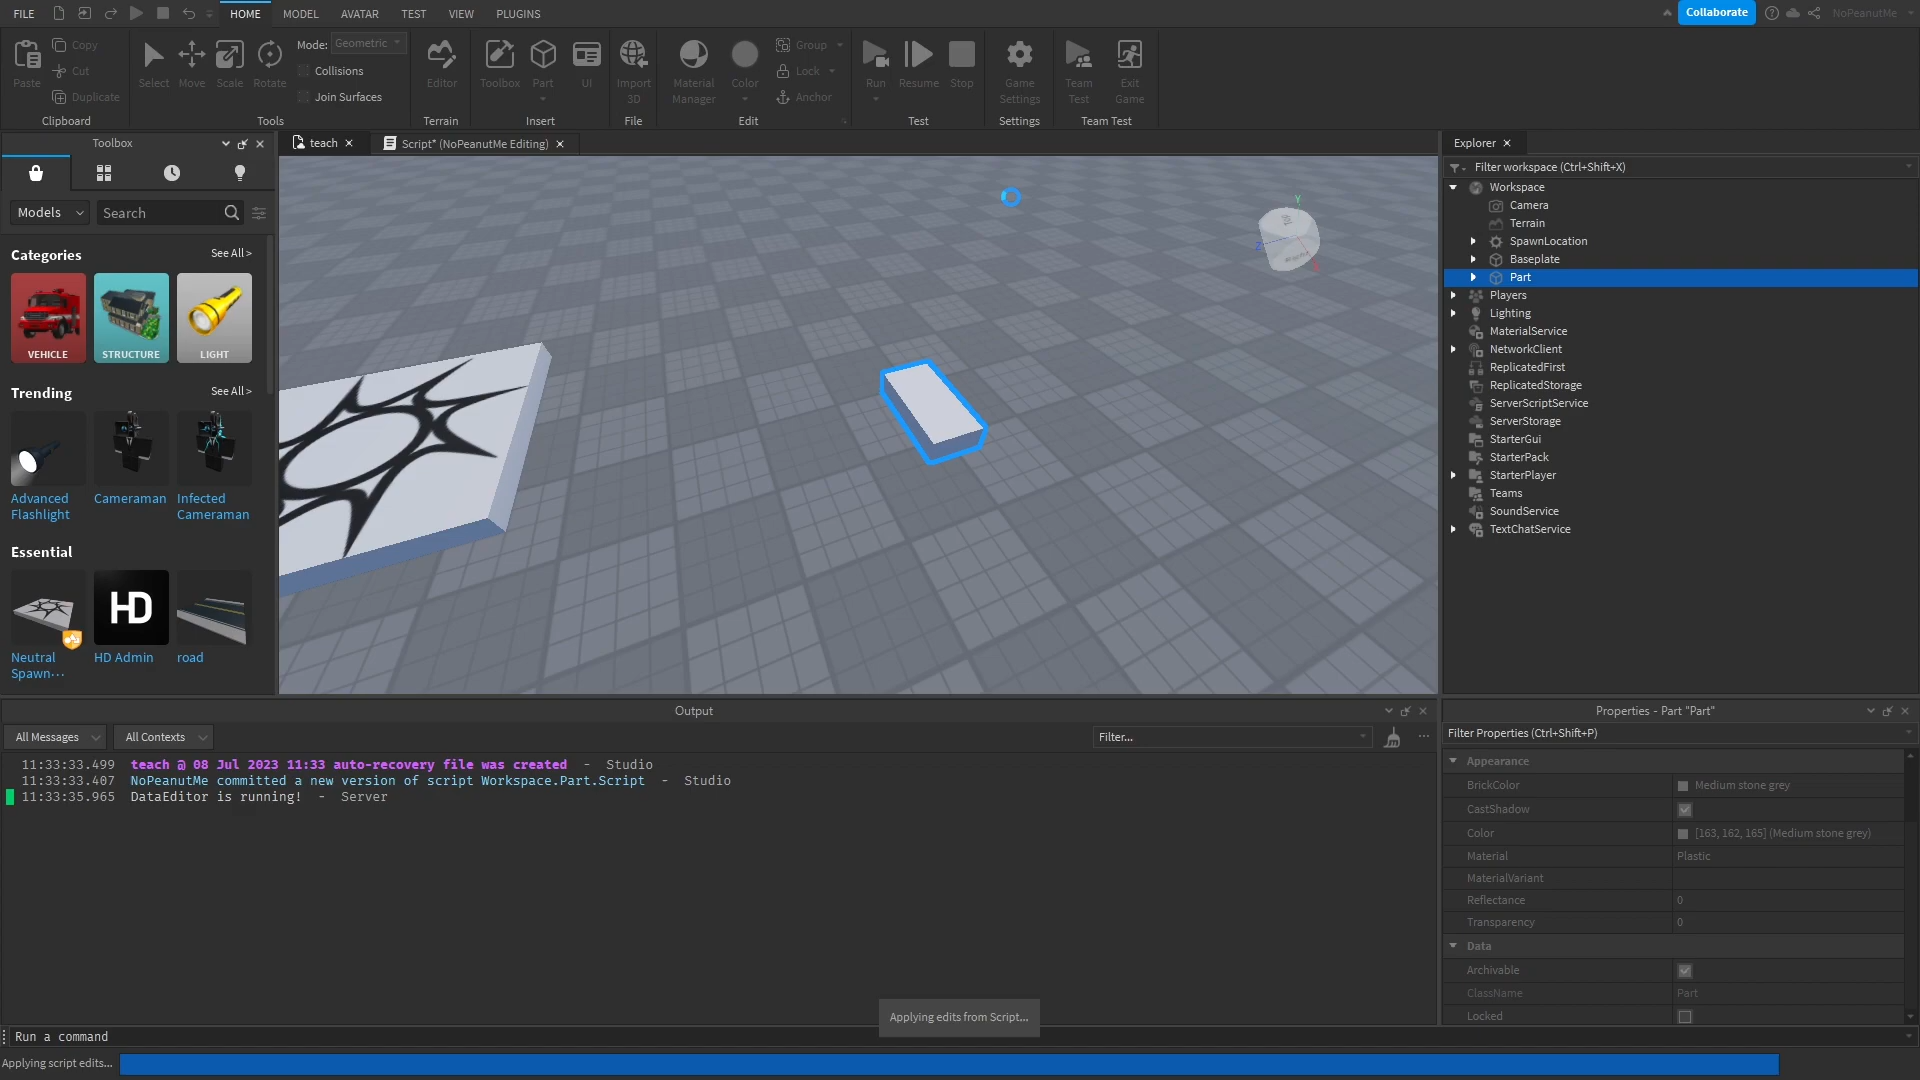 FILE HOME MODEL AVATAR TEST VIEW PLUGINS Collaborate NoPeanutMe
Paste Copy Cut Duplicate
Clipboard
Select Move Scale Rotate Mode: Geometric Collisions Join Surfaces
Tools
Editor
Terrain
Toolbox Part UI
Insert
Import 3D
File
Material Manager Color Group Lock Anchor
Edit
Run Resume Stop
Test
Game Settings
Settings
Team Test Exit Game
Team Test
Toolbox
teach Script* (NoPeanutMe Editing)
Explorer
Filter workspace (Ctrl+Shift+X)
Models Search
Categories See All >
VEHICLE STRUCTURE LIGHT
Trending See All >
Advanced Flashlight
Cameraman
Infected Cameraman
Essential
HD
Neutral Spawn···
HD Admin
road
Y
Z
Workspace
Camera
Terrain
SpawnLocation
Baseplate
Part
Players
Lighting
MaterialService
NetworkClient
ReplicatedFirst
ReplicatedStorage
ServerScriptService
ServerStorage
StarterGui
StarterPack
StarterPlayer
Teams
SoundService
TextChatService
Output
All Messages All Contexts Filter...
11:33:33.499 teach @ 08 Jul 2023 11:33 auto-recovery file was created - Studio
11:33:33.407 NoPeanutMe committed a new version of script Workspace.Part.Script - Studio
11:33:35.965 DataEditor is running! - Server
Properties - Part "Part"
Filter Properties (Ctrl+Shift+P)
Appearance
BrickColor Medium stone grey
CastShadow
Color [163, 162, 165] (Medium stone grey)
Material Plastic
MaterialVariant
Reflectance 0
Transparency 0
Data
Archivable
ClassName Part
Locked
Applying edits from Script...
Run a command
Applying script edits...